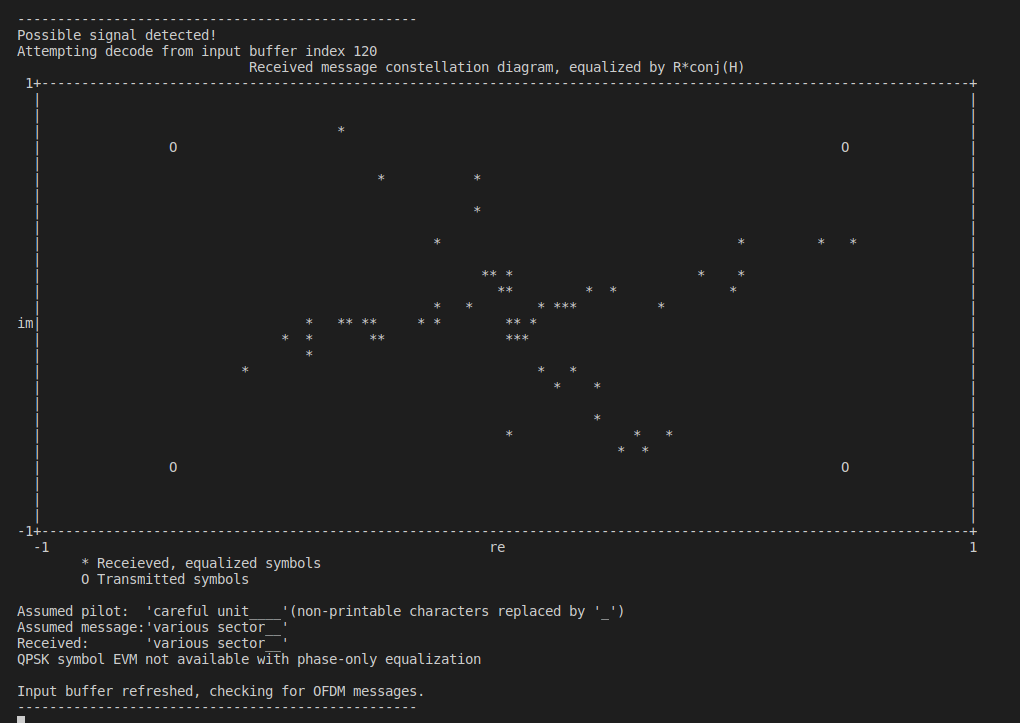 --------------------------------------------------
Possible signal detected!
Attempting decode from input buffer index 120
Received message constellation diagram, equalized by R*conj(H)
1
im
-1
-1 re 1
* Receieved, equalized symbols
O Transmitted symbols
Assumed pilot:  'careful unit____'(non-printable characters replaced by '_')
Assumed message:'various sector__'
Received:       'various sector__'
QPSK symbol EVM not available with phase-only equalization
Input buffer refreshed, checking for OFDM messages.
--------------------------------------------------